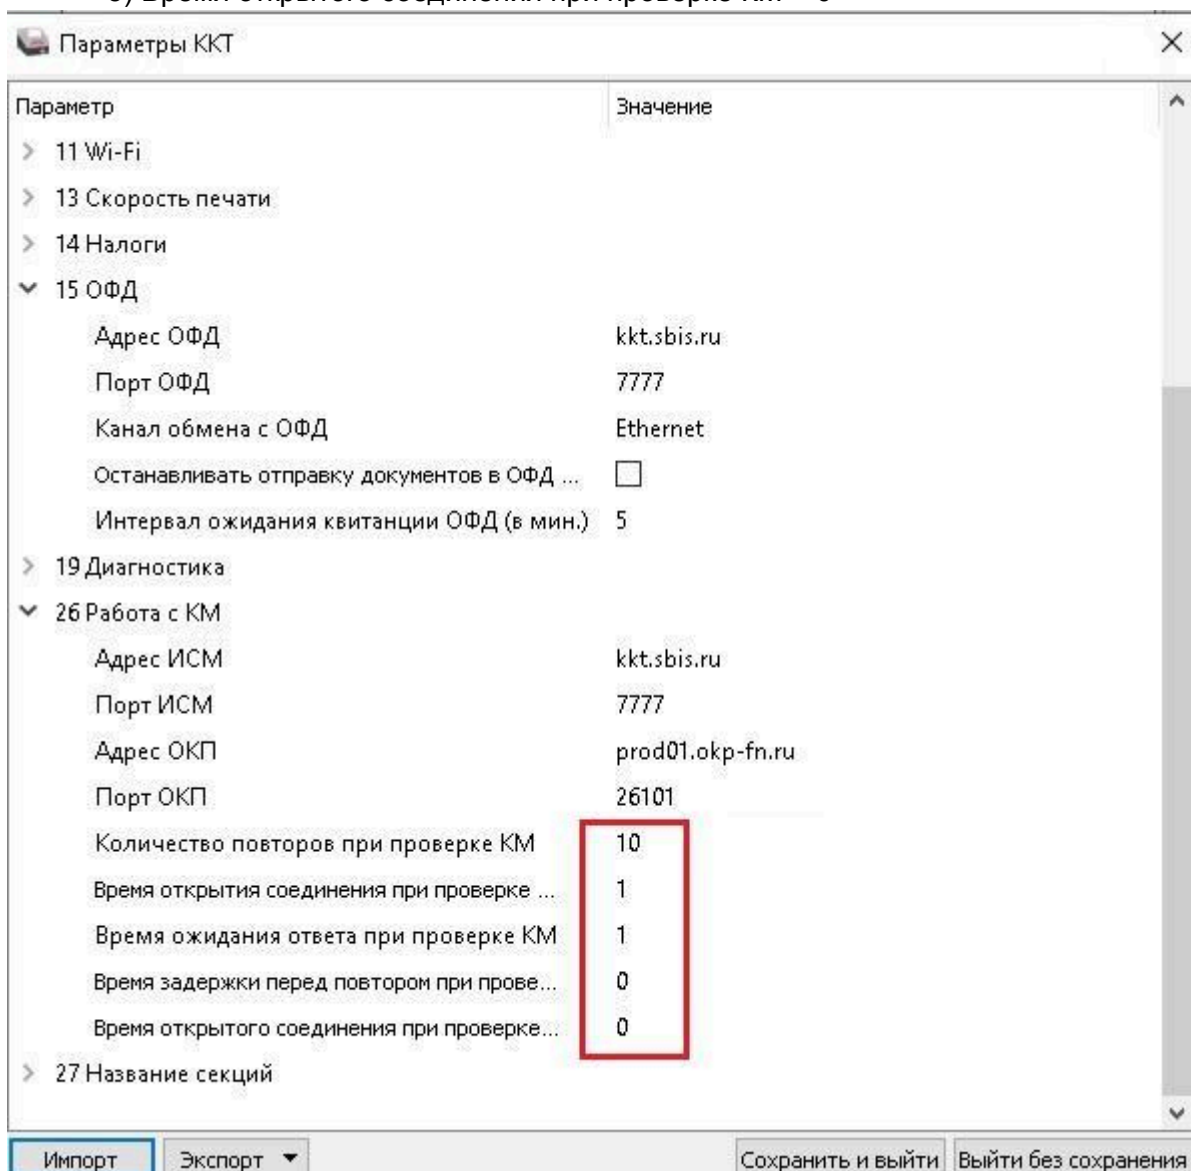 Параметры ККТ
Параметр Значение
11 Wi-Fi
13 Скорость печати
14 Налоги
15 ОФД
Адрес ОФД kkt.sbis.ru
Порт ОФД 7777
Канал обмена с ОФД Ethernet
Останавливать отправку документов в ОФД ...
Интервал ожидания квитанции ОФД (в мин.) 5
19 Диагностика
26 Работа с КМ
Адрес ИСМ kkt.sbis.ru
Порт ИСМ 7777
Адрес ОКП prod01.okp-fn.ru
Порт ОКП 26101
Количество повторов при проверке КМ 10
Время открытия соединения при проверке ... 1
Время ожидания ответа при проверке КМ 1
Время задержки перед повтором при прове... 0
Время открытого соединения при проверке... 0
27 Название секций
Импорт Экспорт Сохранить и выйти Выйти без сохранения